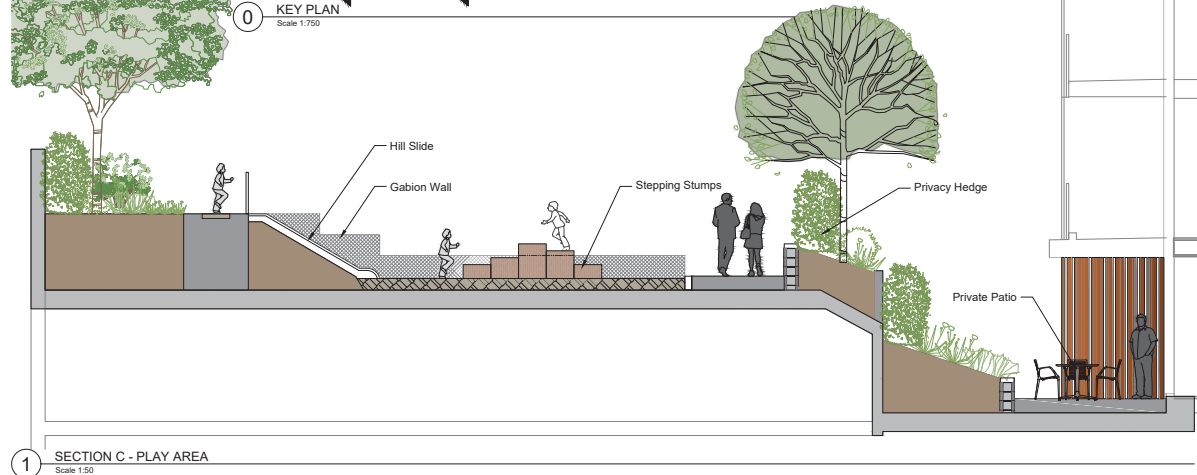 0
KEY PLAN
Scale 1:750
Hill Slide
Gabion Wall
Stepping Stumps
Privacy Hedge
Private Patio
1
SECTION C - PLAY AREA
Scale 1:50